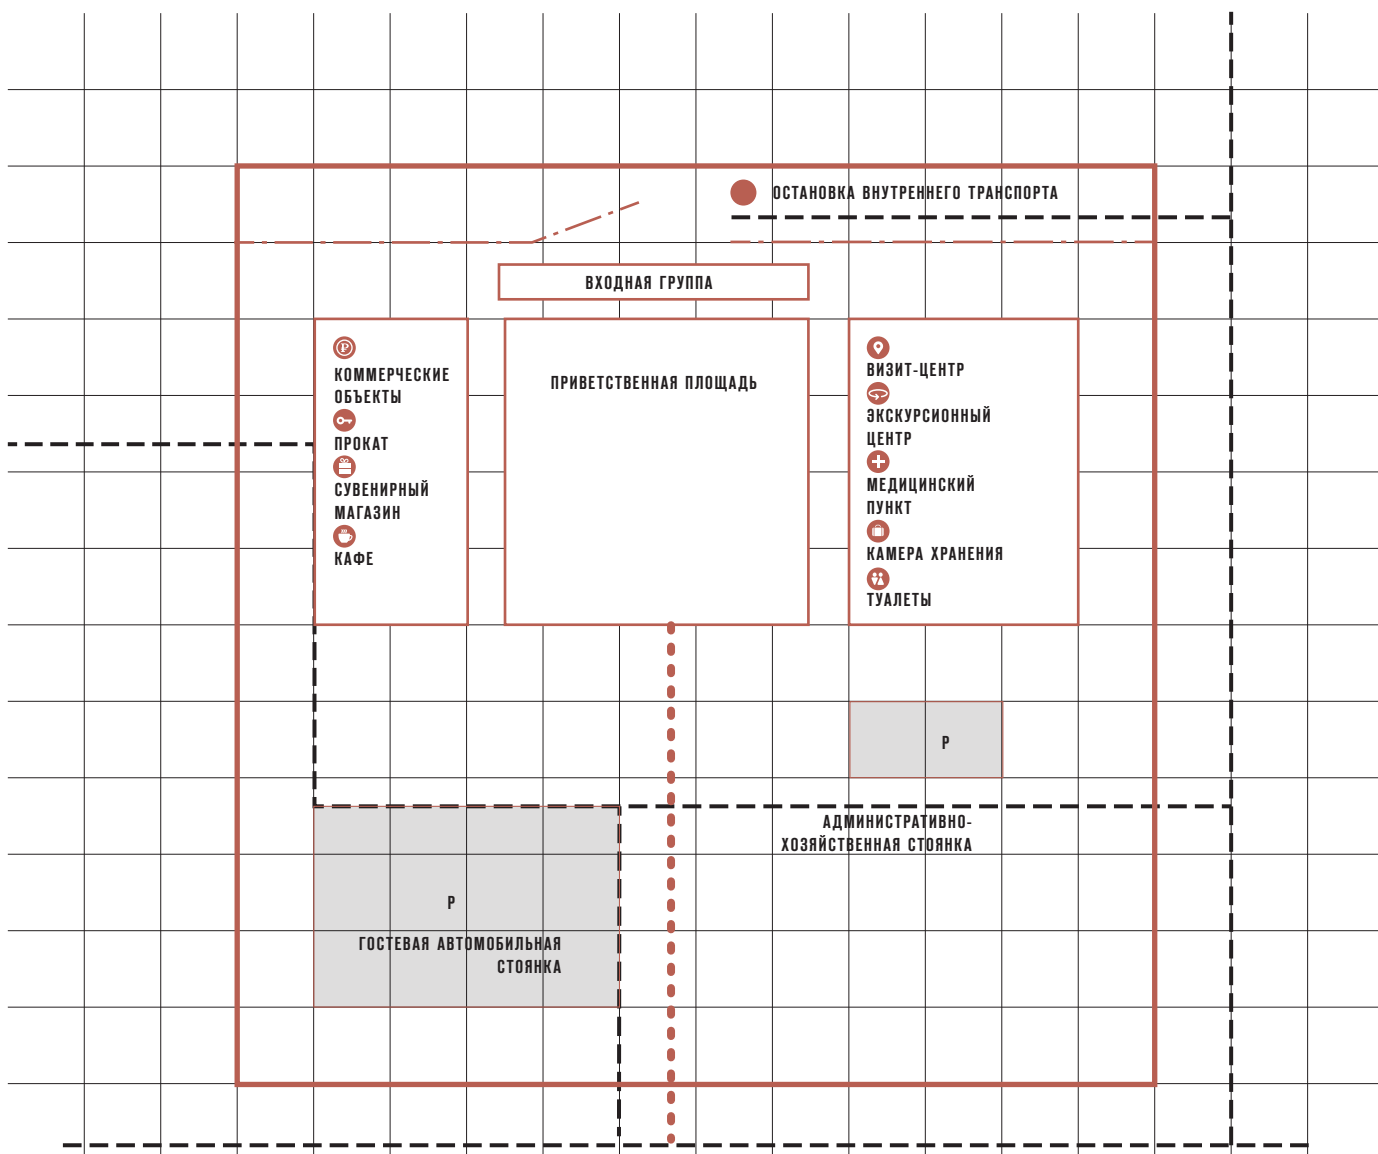 ОСТАНОВКА ВНУТРЕННЕГО ТРАНСПОРТА
ВХОДНАЯ ГРУППА
КОММЕРЧЕСКИЕ
ОБЪЕКТЫ
ПРОКАТ
СУВЕНИРНЫЙ
МАГАЗИН
КАФЕ
ПРИВЕТСТВЕННАЯ ПЛОЩАДЬ
ВИЗИТ-ЦЕНТР
ЭКСКУРСИОННЫЙ
ЦЕНТР
МЕДИЦИНСКИЙ
ПУНКТ
КАМЕРА ХРАНЕНИЯ
ТУАЛЕТЫ
Р
АДМИНИСТРАТИВНО-
ХОЗЯЙСТВЕННАЯ СТОЯНКА
Р
ГОСТЕВАЯ АВТОМОБИЛЬНАЯ
СТОЯНКА